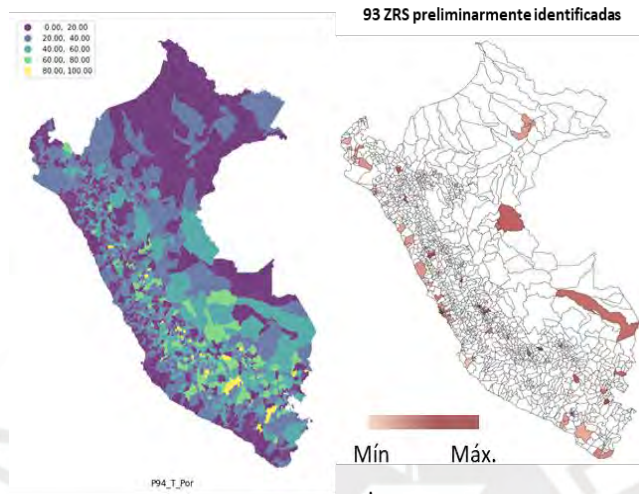 0.00, 20.00
20.00, 40.00
40.00, 60.00
60.00, 80.00
80.00, 100.00
P94_T_Por
93 ZRS preliminarmente identificadas
Mín Máx.